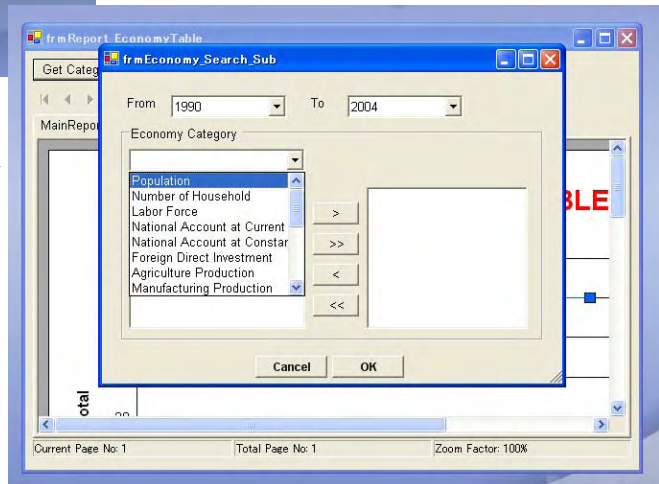 frmReport_EconomyTable
frmEconomy_Search_Sub
Get Categ
From 1990 To 2004
MainRepor
Economy Category
Population
Number of Household
Labor Force
National Account at Current
National Account at Constar
Foreign Direct Investment
Agriculture Production
Manufacturing Production
>
>>
<
<<
BLE
Cancel OK
otal
Current Page No: 1 Total Page No: 1 Zoom Factor: 100%